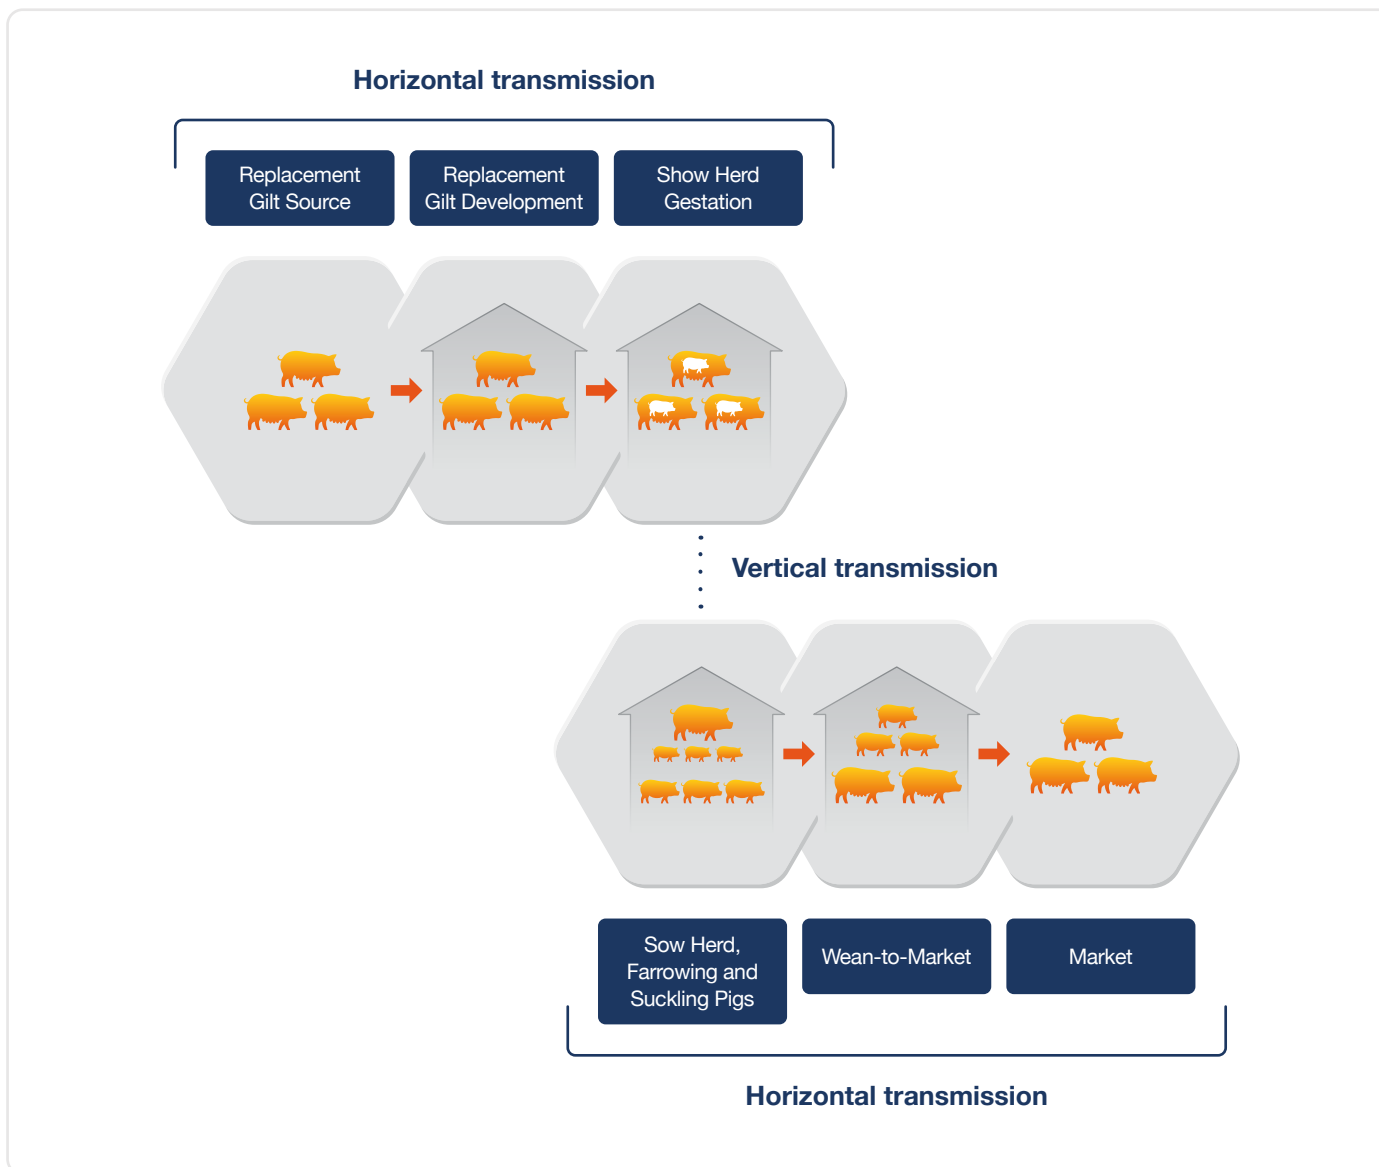 Horizontal transmission
Replacement
Gilt Source
Replacement
Gilt Development
Show Herd
Gestation
Vertical transmission
Sow Herd,
Farrowing and
Suckling Pigs
Wean-to-Market
Market
Horizontal transmission